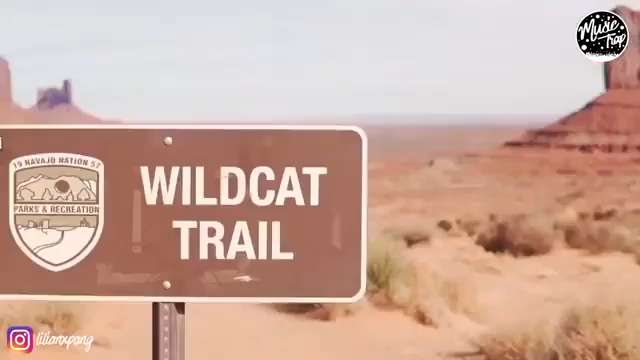 Music
Trap
19 NAVAJO NATION 57
PARKS & RECREATION
WILDCAT
TRAIL
lilianxpang